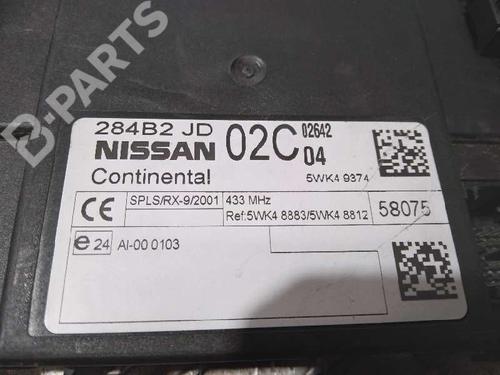 B-PARTS
284B2 JD
NISSAN
02C
02642
04
Continental
5WK4 9374
CE
SPLS/RX-9/2001
433 MHz
Ref:5WK4 8883/5WK4 8812
58075
e 24
AI-00 0103